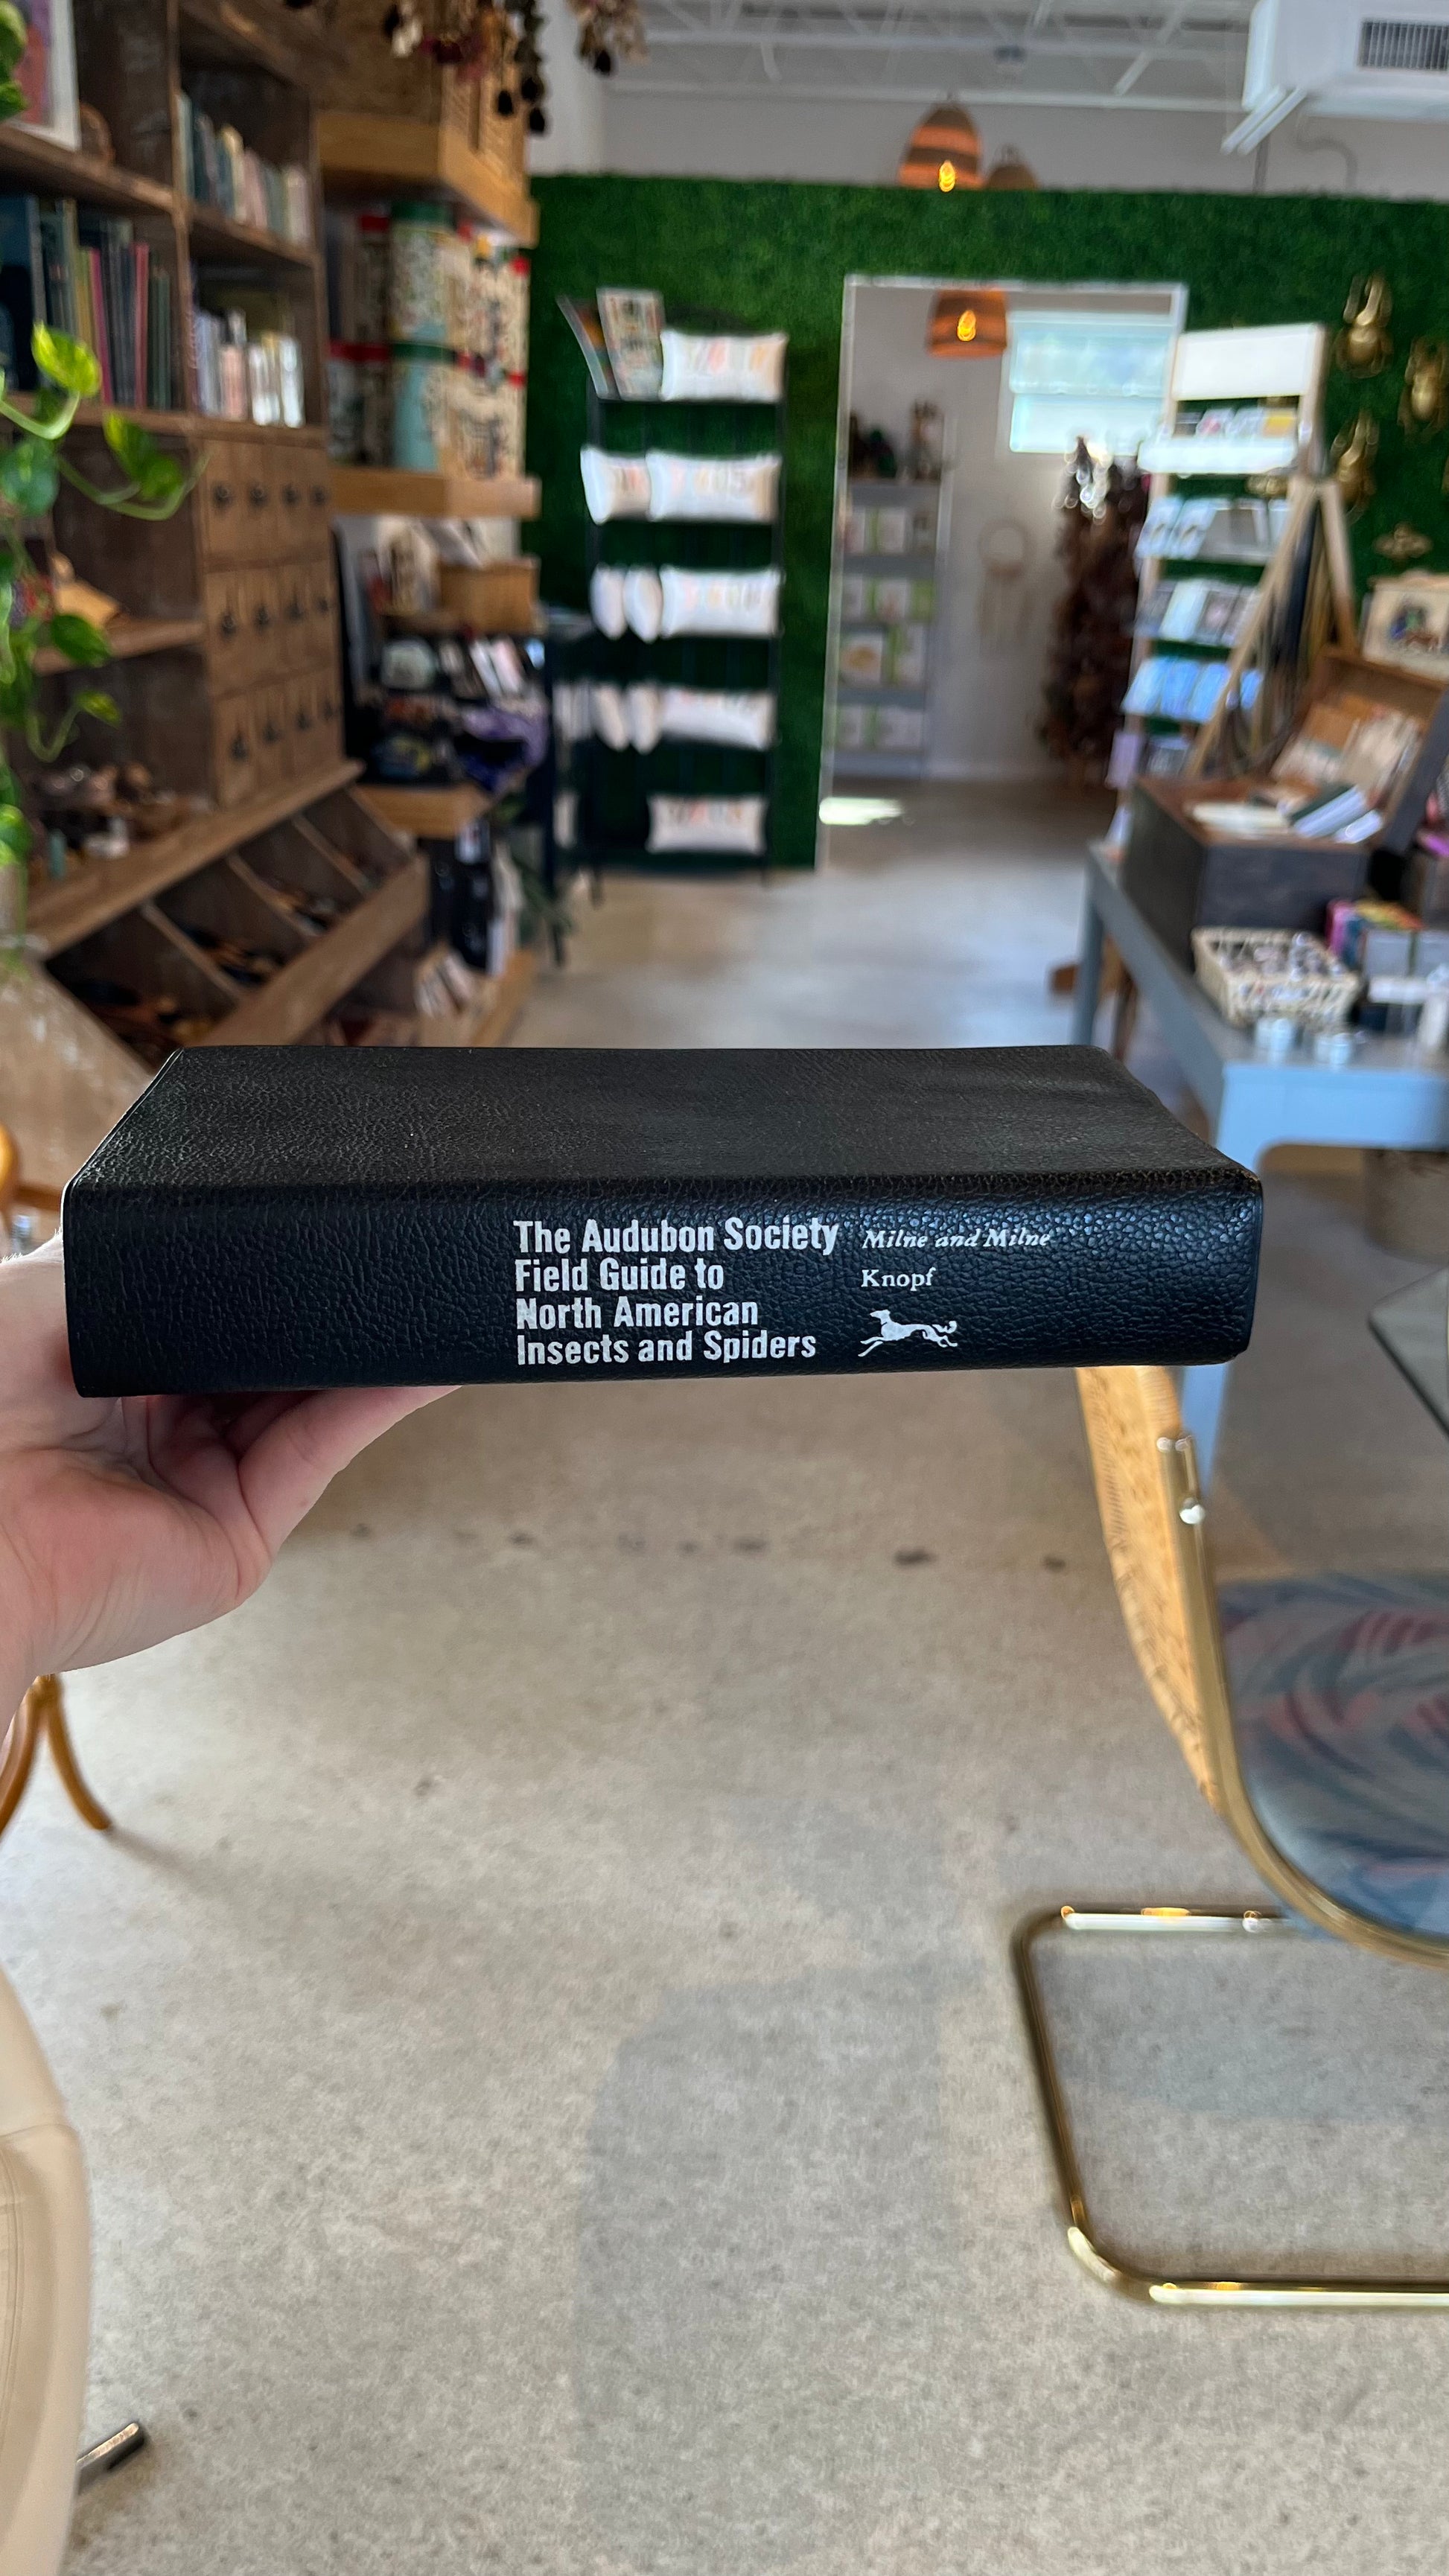 The Audubon Society
Field Guide to
North American
Insects and Spiders
Milne and Milne
Knopf